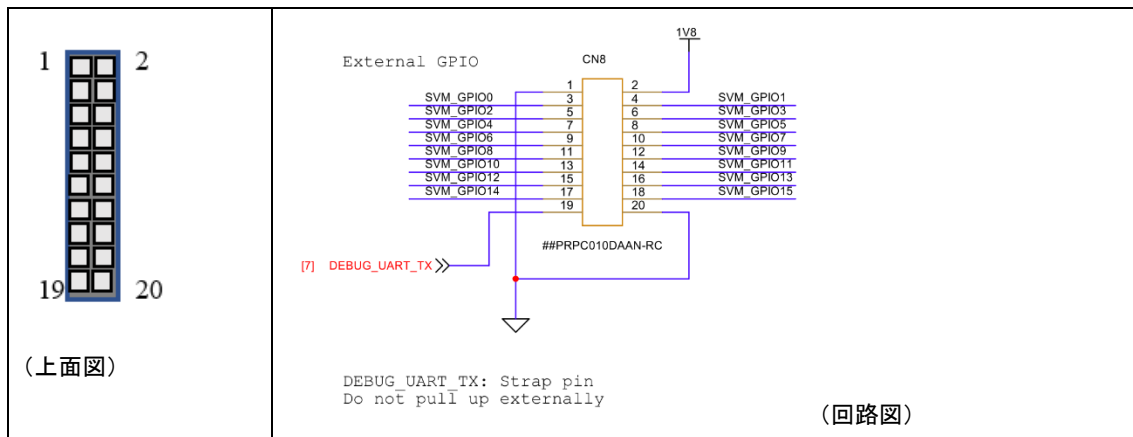 1 2
19 20
(上面図)
External GPIO
CN8
1V8
1 2
SVM_GPIO0 3 4 SVM_GPIO1
SVM_GPIO2 5 6 SVM_GPIO3
SVM_GPIO4 7 8 SVM_GPIO5
SVM_GPIO6 9 10 SVM_GPIO7
SVM_GPIO8 11 12 SVM_GPIO9
SVM_GPIO10 13 14 SVM_GPIO11
SVM_GPIO12 15 16 SVM_GPIO13
SVM_GPIO14 17 18 SVM_GPIO15
19 20
##PRPC010DAAN-RC
[7] DEBUG_UART_TX
DEBUG_UART_TX: Strap pin
Do not pull up externally
(回路図)